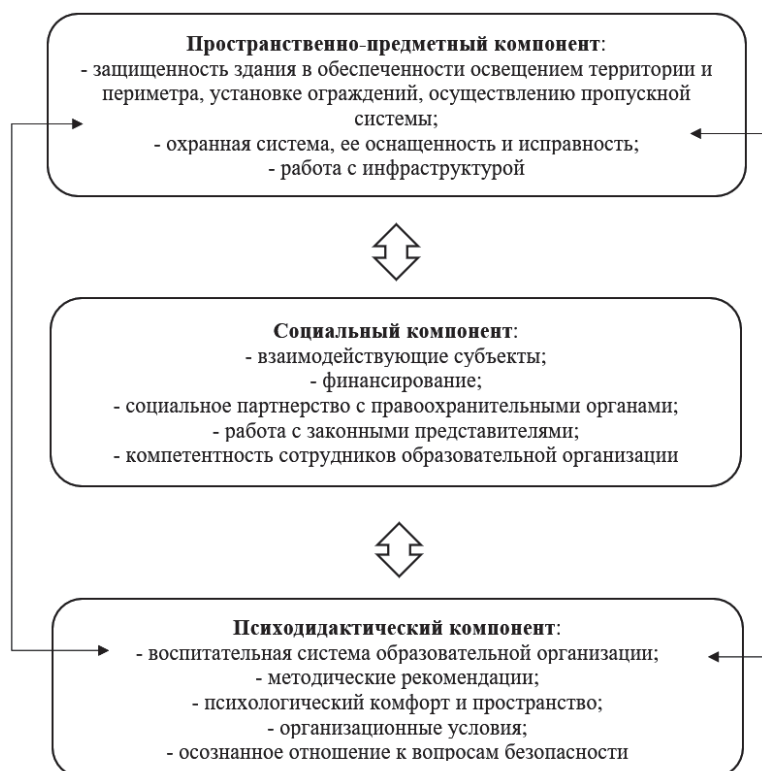 Пространственно-предметный компонент:
- защищенность здания в обеспеченности освещением территории и
периметра, установке ограждений, осуществлению пропускной
системы;
- охранная система, ее оснащенность и исправность;
- работа с инфраструктурой
Социальный компонент:
- взаимодействующие субъекты;
- финансирование;
- социальное партнерство с правоохранительными органами;
- работа с законными представителями;
- компетентность сотрудников образовательной организации
Психодидактический компонент:
- воспитательная система образовательной организации;
- методические рекомендации;
- психологический комфорт и пространство;
- организационные условия;
- осознанное отношение к вопросам безопасности